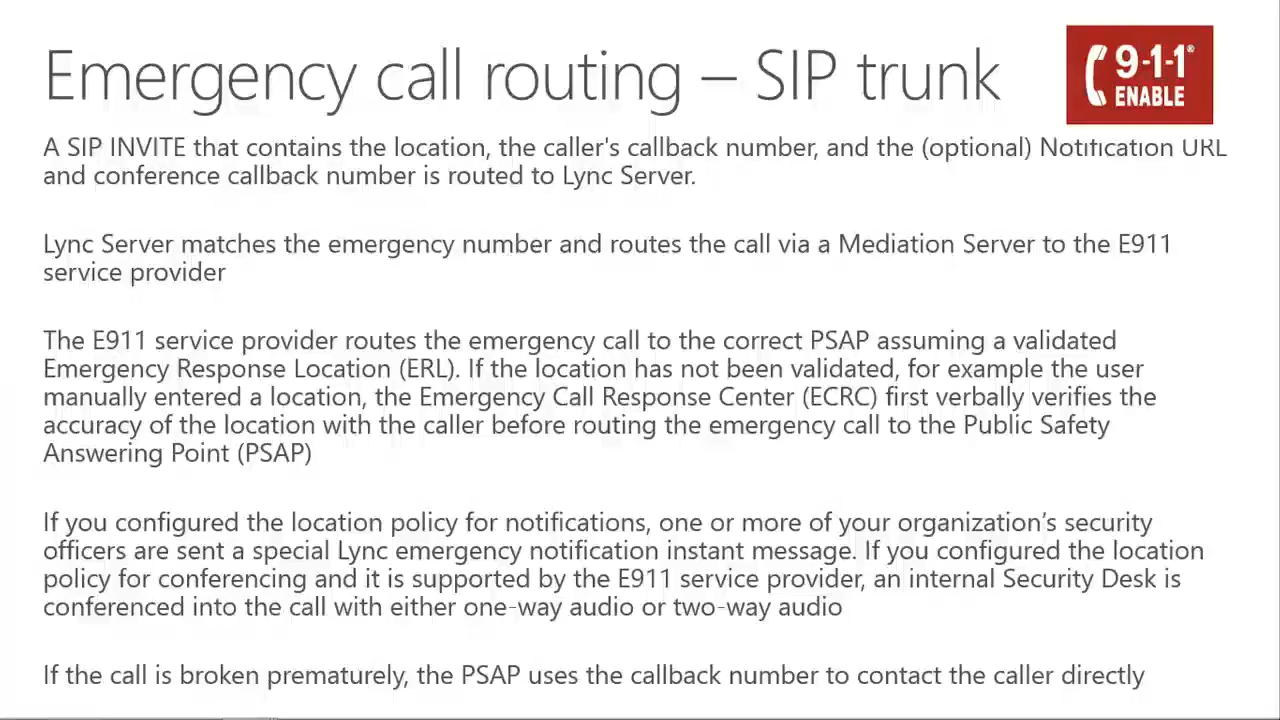 Emergency call routing – SIP trunk
9-1-1®
ENABLE
A SIP INVITE that contains the location, the caller's callback number, and the (optional) Notification URL
and conference callback number is routed to Lync Server.
Lync Server matches the emergency number and routes the call via a Mediation Server to the E911
service provider
The E911 service provider routes the emergency call to the correct PSAP assuming a validated
Emergency Response Location (ERL). If the location has not been validated, for example the user
manually entered a location, the Emergency Call Response Center (ECRC) first verbally verifies the
accuracy of the location with the caller before routing the emergency call to the Public Safety
Answering Point (PSAP)
If you configured the location policy for notifications, one or more of your organization's security
officers are sent a special Lync emergency notification instant message. If you configured the location
policy for conferencing and it is supported by the E911 service provider, an internal Security Desk is
conferenced into the call with either one-way audio or two-way audio
If the call is broken prematurely, the PSAP uses the callback number to contact the caller directly